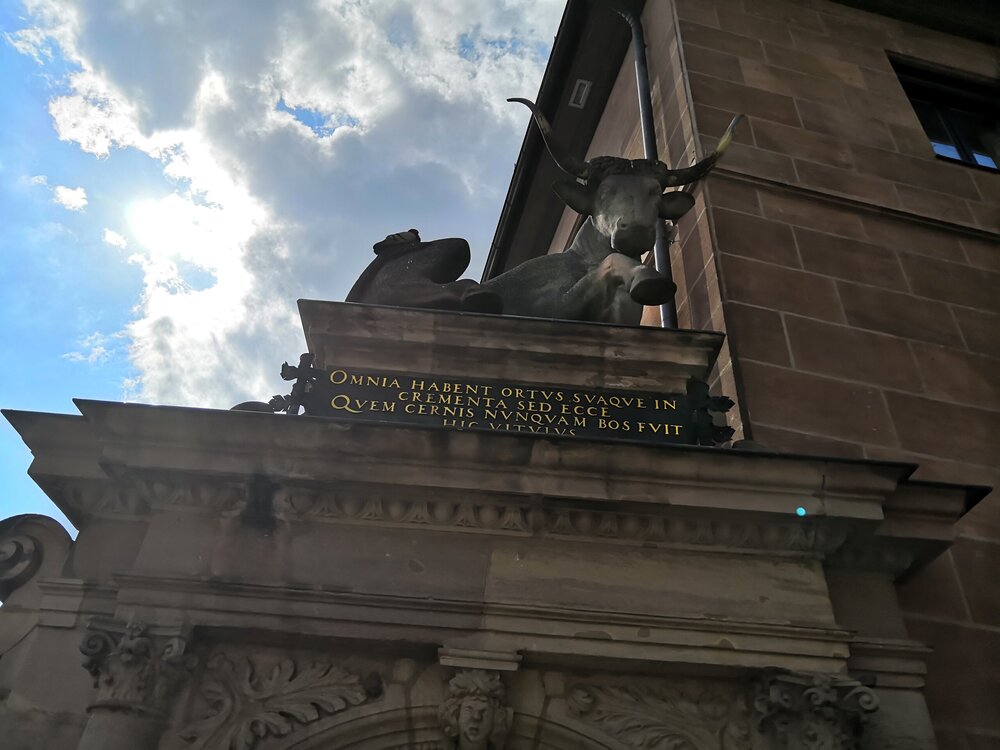 OMNIA HABENT ORTVS SVAQVE IN
CREMENTA SED ECCE
QVEM CERNIS NVNQVAM BOS FVIT
HIC VITVLVS